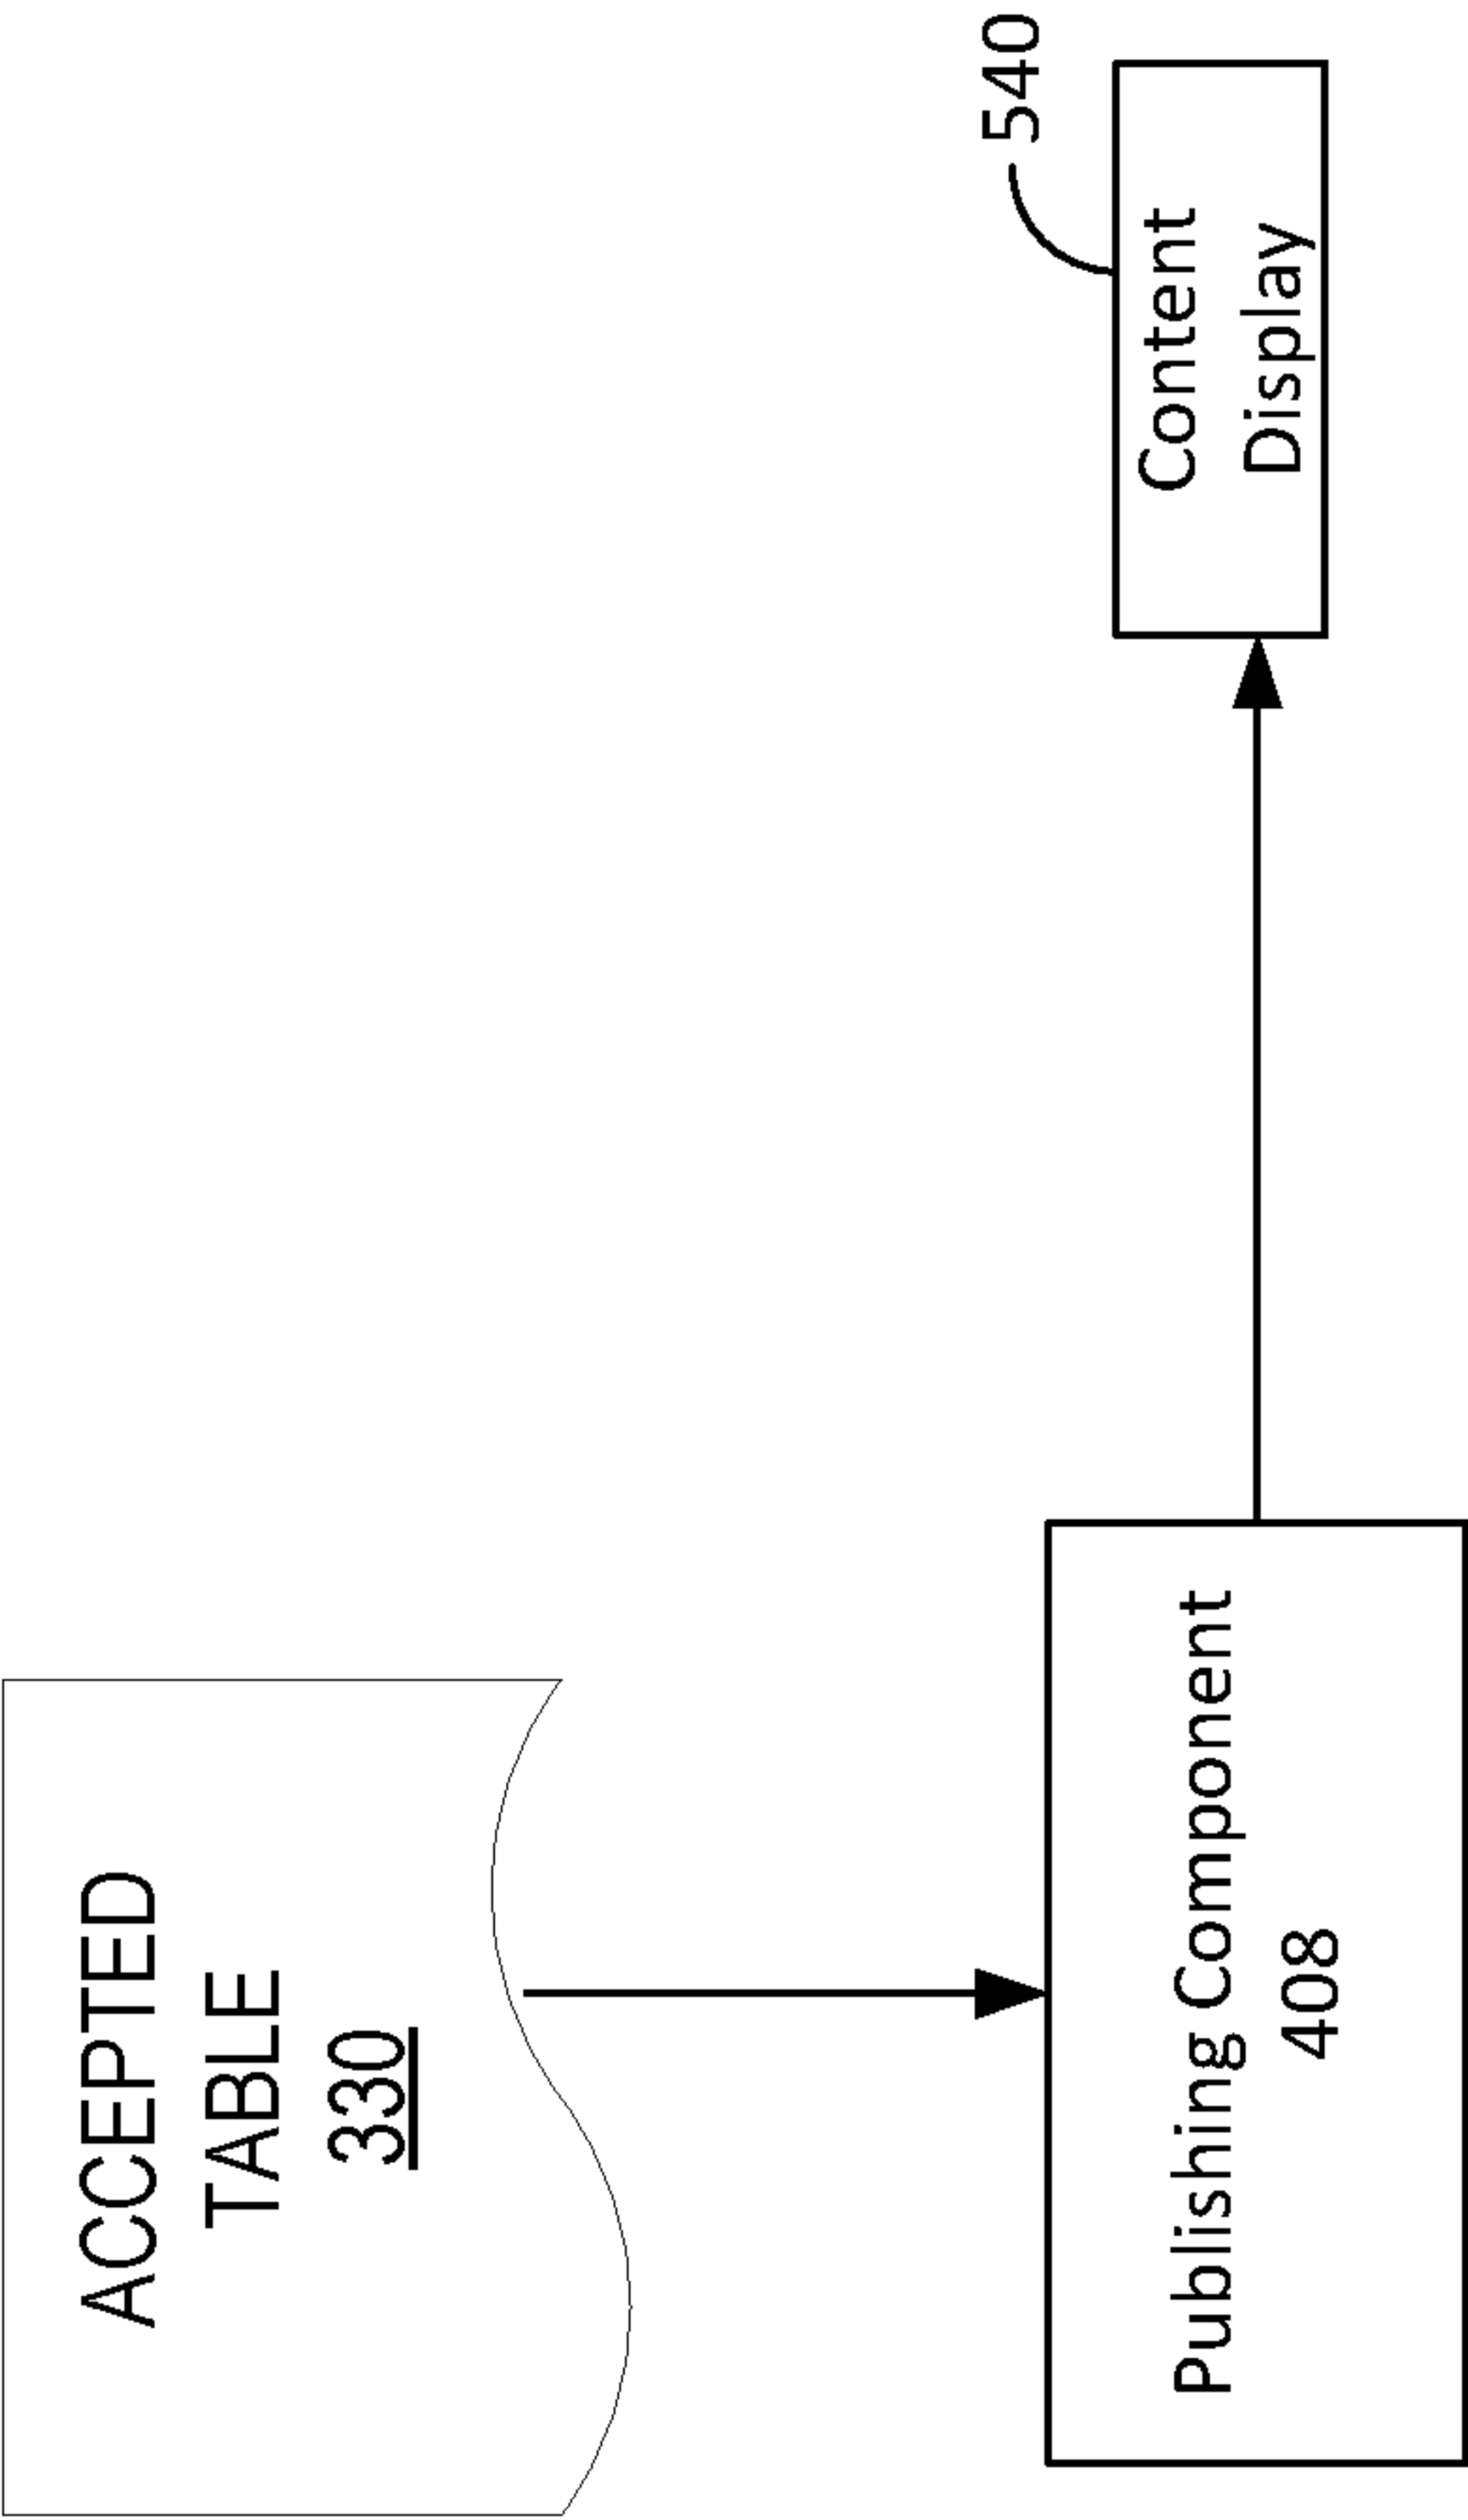 ACCEPTED
TABLE
330
Publishing Component
408
540
Content
Display